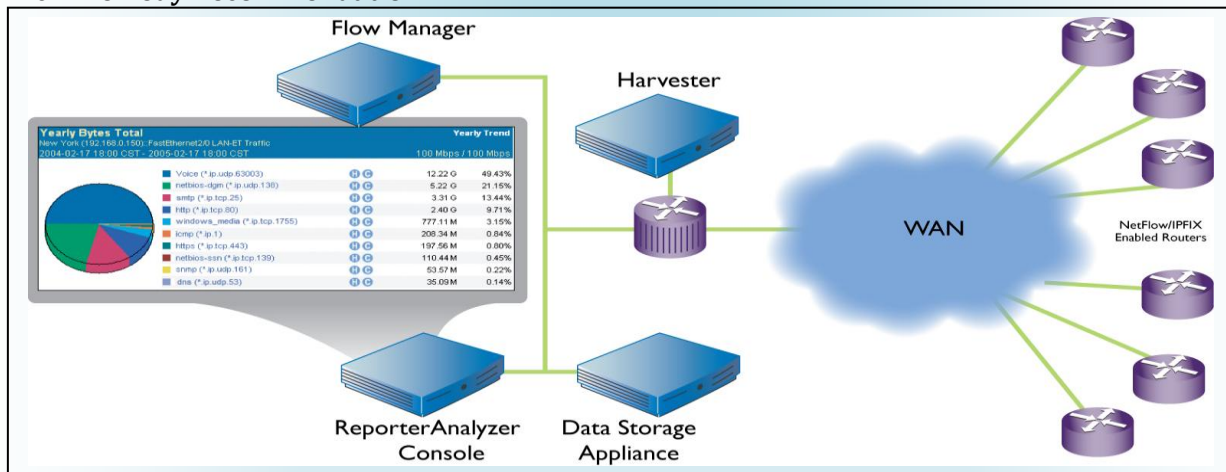 Flow Manager
Harvester
Yearly Bytes Total Yearly Trend
New York (192.168.0.150)::FastEthernet2/0 LAN-ET Traffic
2004-02-17 18:00 CST - 2005-02-17 18:00 CST 100 Mbps / 100 Mbps
Voice (*.ip.udp.63003) H C 12.22 G 49.43%
netbios-dgm (*.ip.udp.138) H C 5.22 G 21.15%
smtp (*.ip.tcp.25) H C 3.31 G 13.44%
http (*.ip.tcp.80) H C 2.40 G 9.71%
windows_media (*.ip.tcp.1755) H C 777.11 M 3.15%
icmp (*.ip.1) H C 208.34 M 0.84%
https (*.ip.tcp.443) H C 197.56 M 0.80%
netbios-ssn (*.ip.tcp.139) H C 110.44 M 0.45%
snmp (*.ip.udp.161) H C 53.57 M 0.22%
dns (*.ip.udp.53) H C 35.09 M 0.14%
WAN
NetFlow/IPFIX
Enabled Routers
ReporterAnalyzer
Console
Data Storage
Appliance